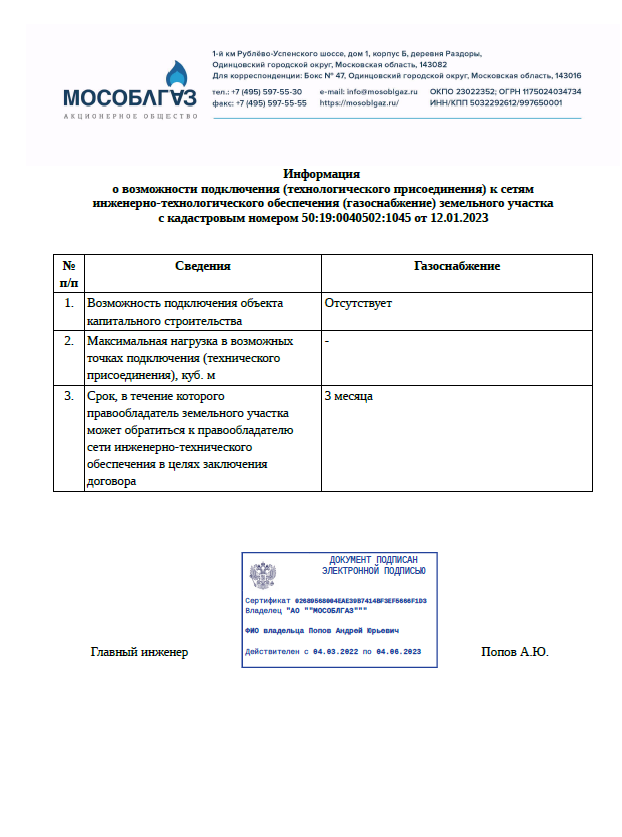 МОСОБЛГАЗ
АКЦИОНЕРНОЕ ОБЩЕСТВО
1-й км Рублёво-Успенского шоссе, дом 1, корпус Б, деревня Раздоры,
Одинцовский городской округ, Московская область, 143082
Для корреспонденции: Бокс № 47, Одинцовский городской округ, Московская область, 143016
тел.: +7 (495) 597-55-30 e-mail: info@mosoblgaz.ru ОКПО 23022352; ОГРН 1175024034734
факс: +7 (495) 597-55-55 https://mosoblgaz.ru/ ИНН/КПП 5032292612/997650001
Информация
о возможности подключения (технологического присоединения) к сетям
инженерно-технологического обеспечения (газоснабжение) земельного участка
с кадастровым номером 50:19:0040502:1045 от 12.01.2023
№ п/п Сведения Газоснабжение
1. Возможность подключения объекта Отсутствует
капитального строительства
2. Максимальная нагрузка в возможных -
точках подключения (технического
присоединения), куб. м
3. Срок, в течение которого 3 месяца
правообладатель земельного участка
может обратиться к правообладателю
сети инженерно-технического
обеспечения в целях заключения
договора
ДОКУМЕНТ ПОДПИСАН
ЭЛЕКТРОННОЙ ПОДПИСЬЮ
Сертификат 02689568004EAE39B7414BF3EF5666F1D3
Владелец "АО ""МОСОБЛГАЗ"""
ФИО владельца Попов Андрей Юрьевич
Действителен с 04.03.2022 по 04.06.2023
Главный инженер Попов А.Ю.